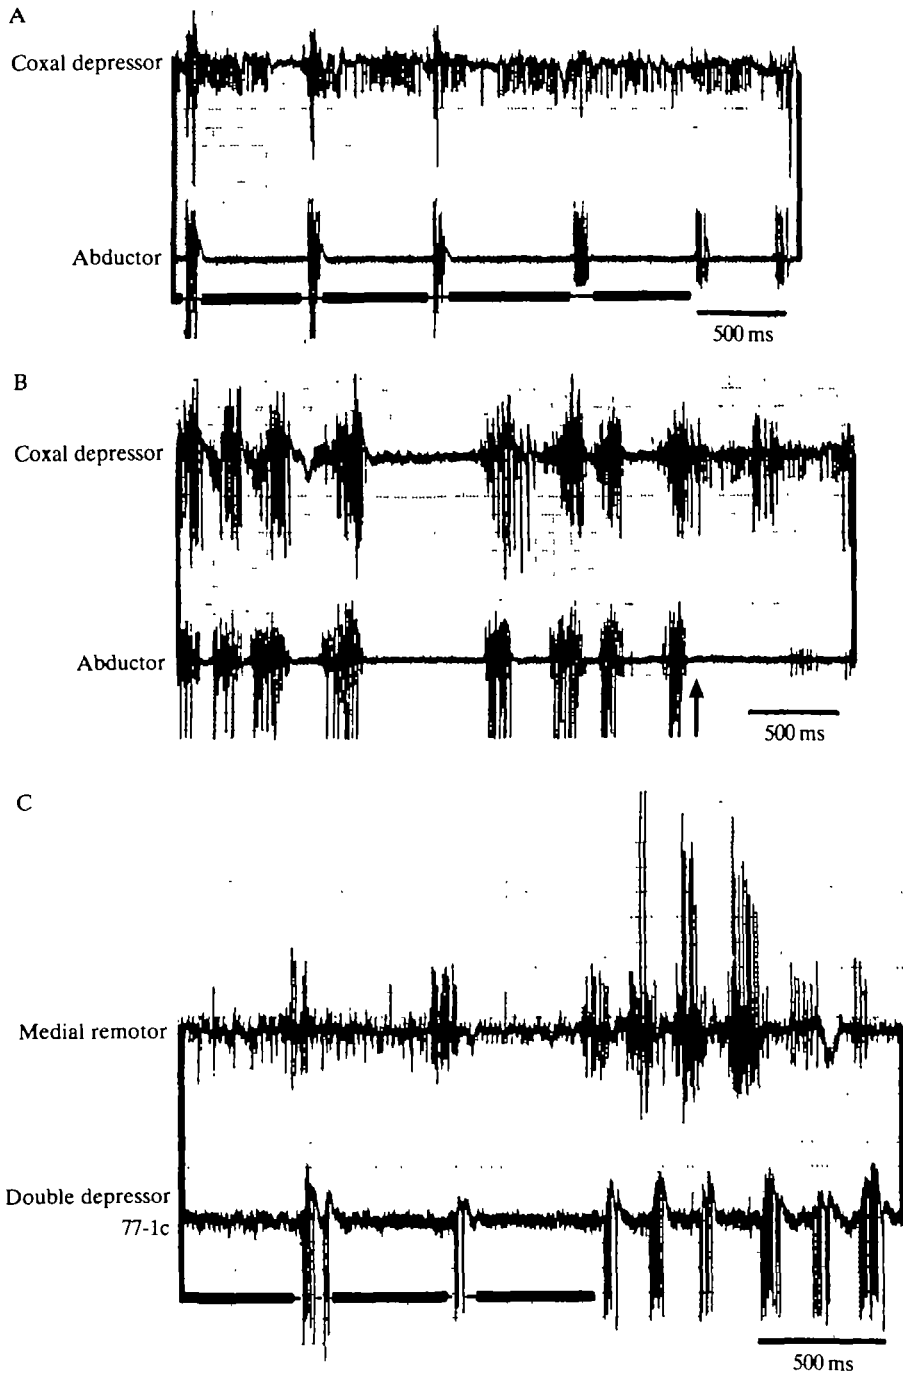 A
Coxal depressor
Abductor
500 ms
B
Coxal depressor
Abductor
500 ms
C
Medial remotor
Double depressor
77-1c
500 ms